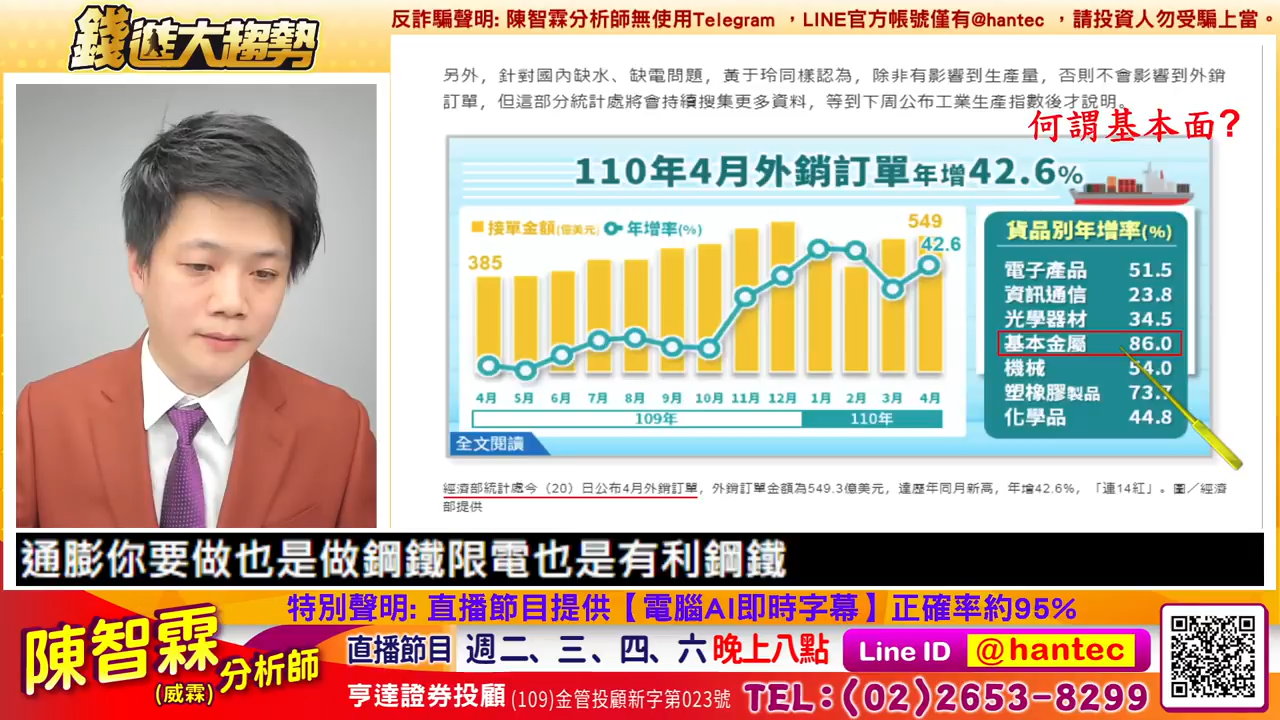 錢進大趨勢
反詐騙聲明: 陳智霖分析師無使用Telegram ，LINE官方帳號僅有@hantec ，請投資人勿受騙上當。
另外，針對國內缺水、缺電問題，黃于玲同樣認為，除非有影響到生產量，否則不會影響到外銷
訂單，但這部分統計處將會持續搜集更多資料，等到下周公布工業生產指數後才說明。
何謂基本面?
110年4月外銷訂單年增42.6%
接單金額(億美元) 年增率(%)
385
549
42.6
4月 5月 6月 7月 8月 9月 10月 11月 12月 1月 2月 3月 4月
109年 110年
全文閱讀
貨品別年增率(%)
電子產品 51.5
資訊通信 23.8
光學器材 34.5
基本金屬 86.0
機械 54.0
塑橡膠製品 73.7
化學品 44.8
經濟部統計處今（20）日公布4月外銷訂單，外銷訂單金額為549.3億美元，達歷年同月新高，年增42.6%，「連14紅」。圖／經濟
部提供
通膨你要做也是做鋼鐵限電也是有利鋼鐵
特別聲明: 直播節目提供【電腦AI即時字幕】正確率約95%
陳智霖分析師
(威霖)
直播節目 週二、三、四、六晚上八點
Line ID @hantec
亨達證券投顧 (109)金管投顧新字第023號 TEL:(02)2653-8299